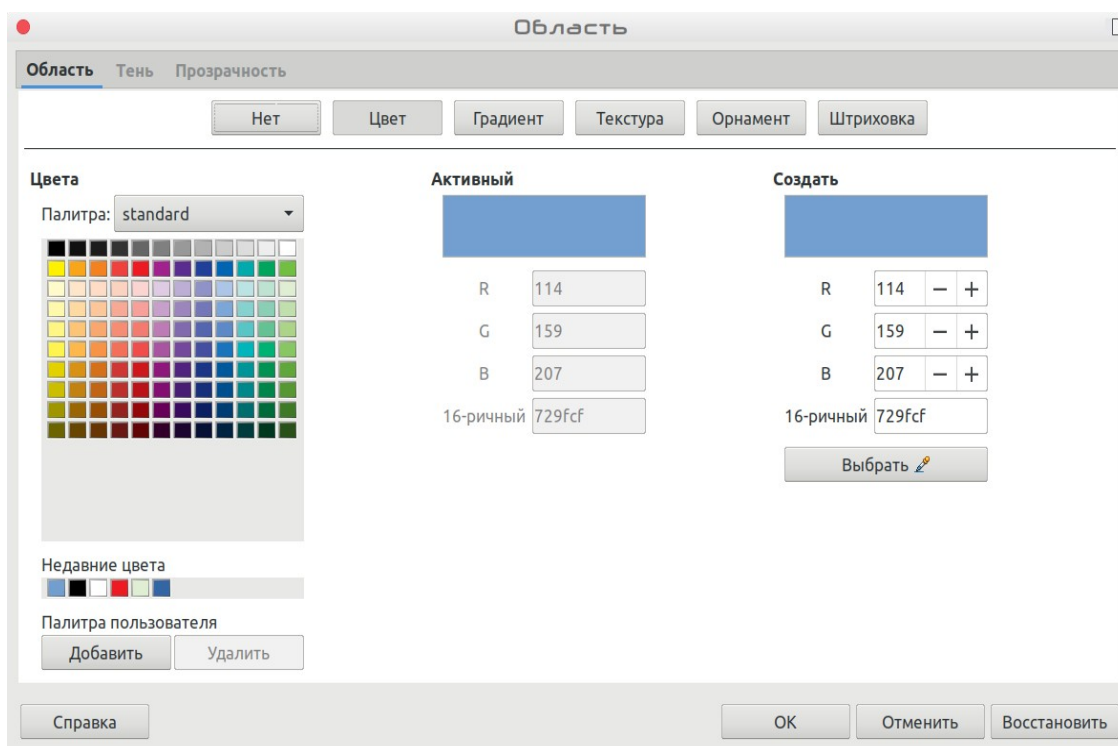 Область
Область Тень Прозрачность
Нет Цвет Градиент Текстура Орнамент Штриховка
Цвета
Палитра: standard
Активный
R 114
G 159
B 207
16-ричный 729fcf
Создать
R 114 − +
G 159 − +
B 207 − +
16-ричный 729fcf
Выбрать
Недавние цвета
Палитра пользователя
Добавить Удалить
Справка OK Отменить Восстановить